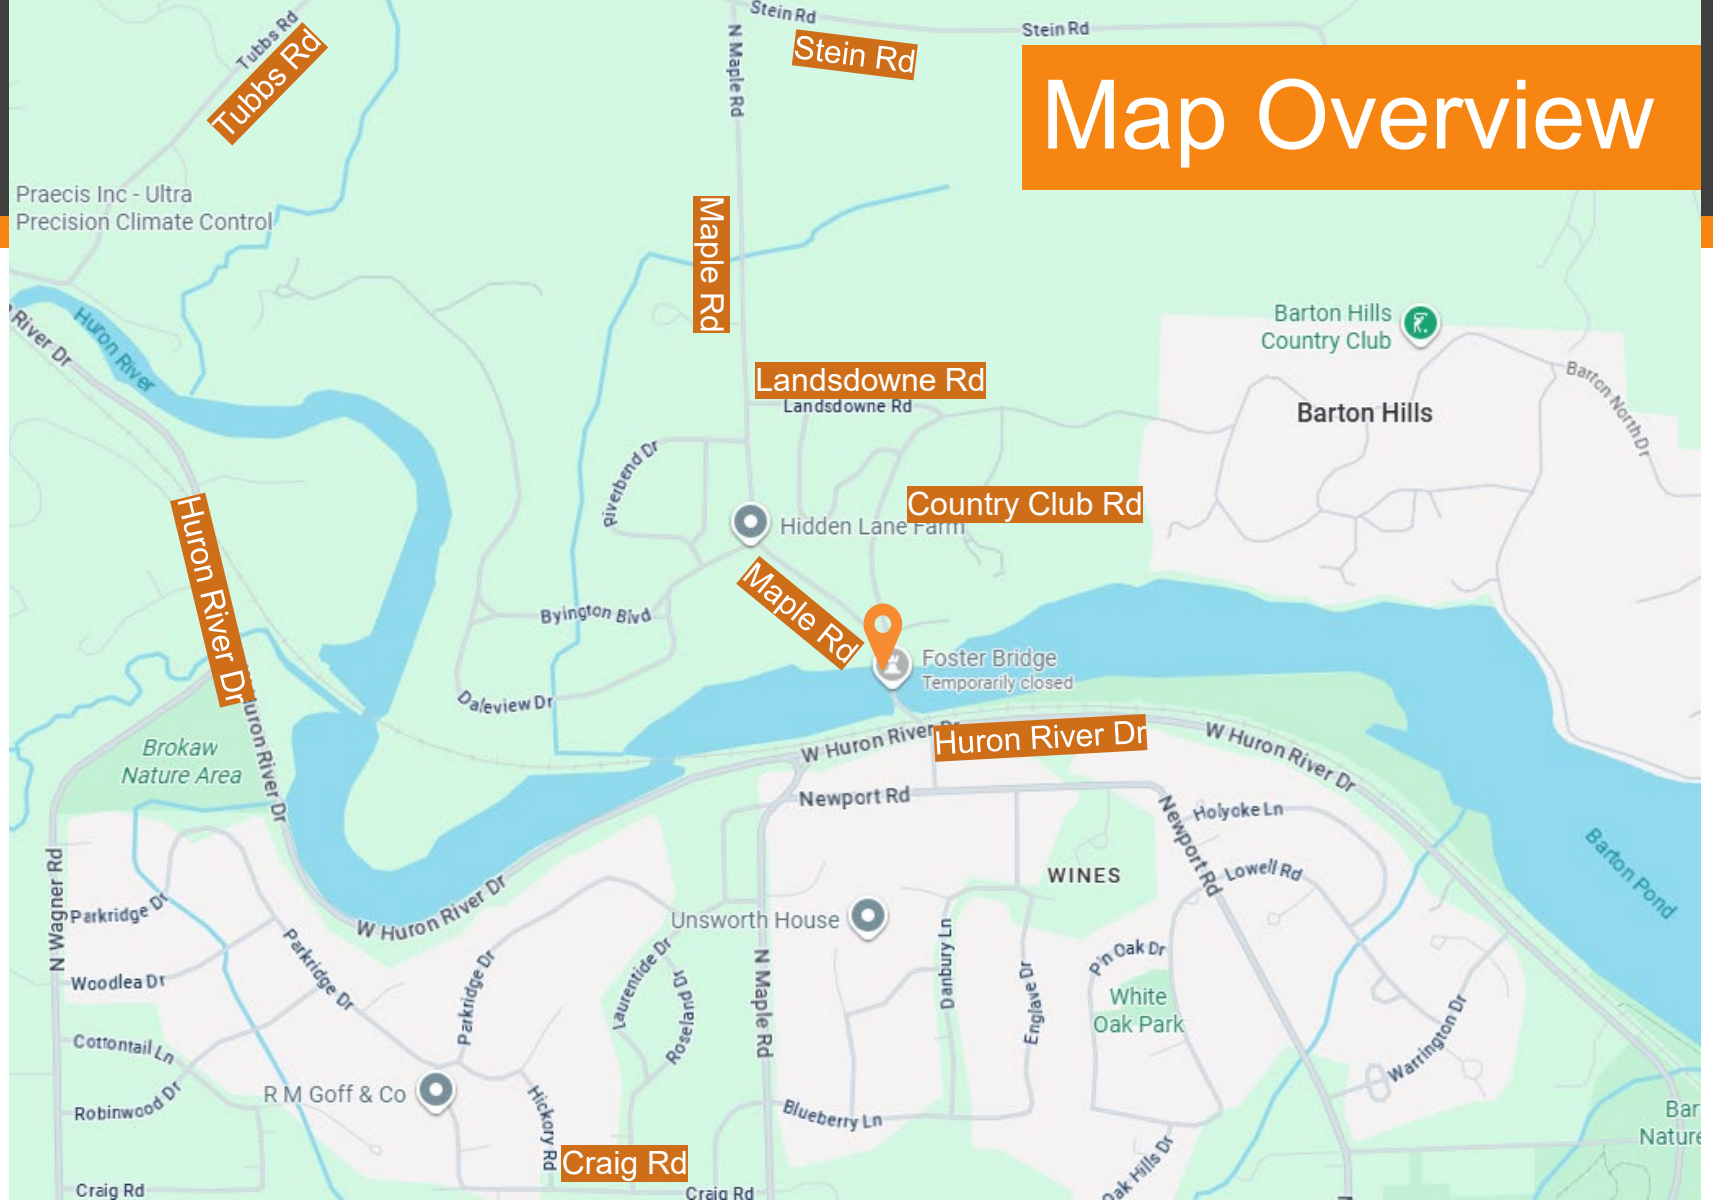 Stein Rd
Stein Rd
Tubbs Rd
Tubbs Rd
N Maple Rd
Stein Rd
Map Overview
Praecis Inc - Ultra
Precision Climate Control
Maple Rd
Huron River
River Dr
Barton Hills
Country Club
Landsdowne Rd
Landsdowne Rd
Barton Hills
Barton North Dr
Riverbend Dr
Country Club Rd
Hidden Lane Farm
Huron River Dr
Maple Rd
Byington Blvd
Foster Bridge
Temporarily closed
Daleview Dr
Huron River Dr
W Huron River Dr
Huron River Dr
W Huron River Dr
Brokaw
Nature Area
Newport Rd
Newport Rd
Holyoke Ln
Lowell Rd
Barton Pond
WINES
N Wagner Rd
Parkridge Dr
W Huron River Dr
Unsworth House
Parkridge Dr
Parkridge Dr
Laurentide Dr
Roseland Dr
N Maple Rd
Danbury Ln
Englave Dr
Pin Oak Dr
White
Oak Park
Warrington Dr
Woodlea Dr
Cottontail Ln
Robinwood Dr
R M Goff & Co
Hickory Rd
Blueberry Ln
Oak Hills Dr
Bar
Nature
Craig Rd
Craig Rd
Craig Rd